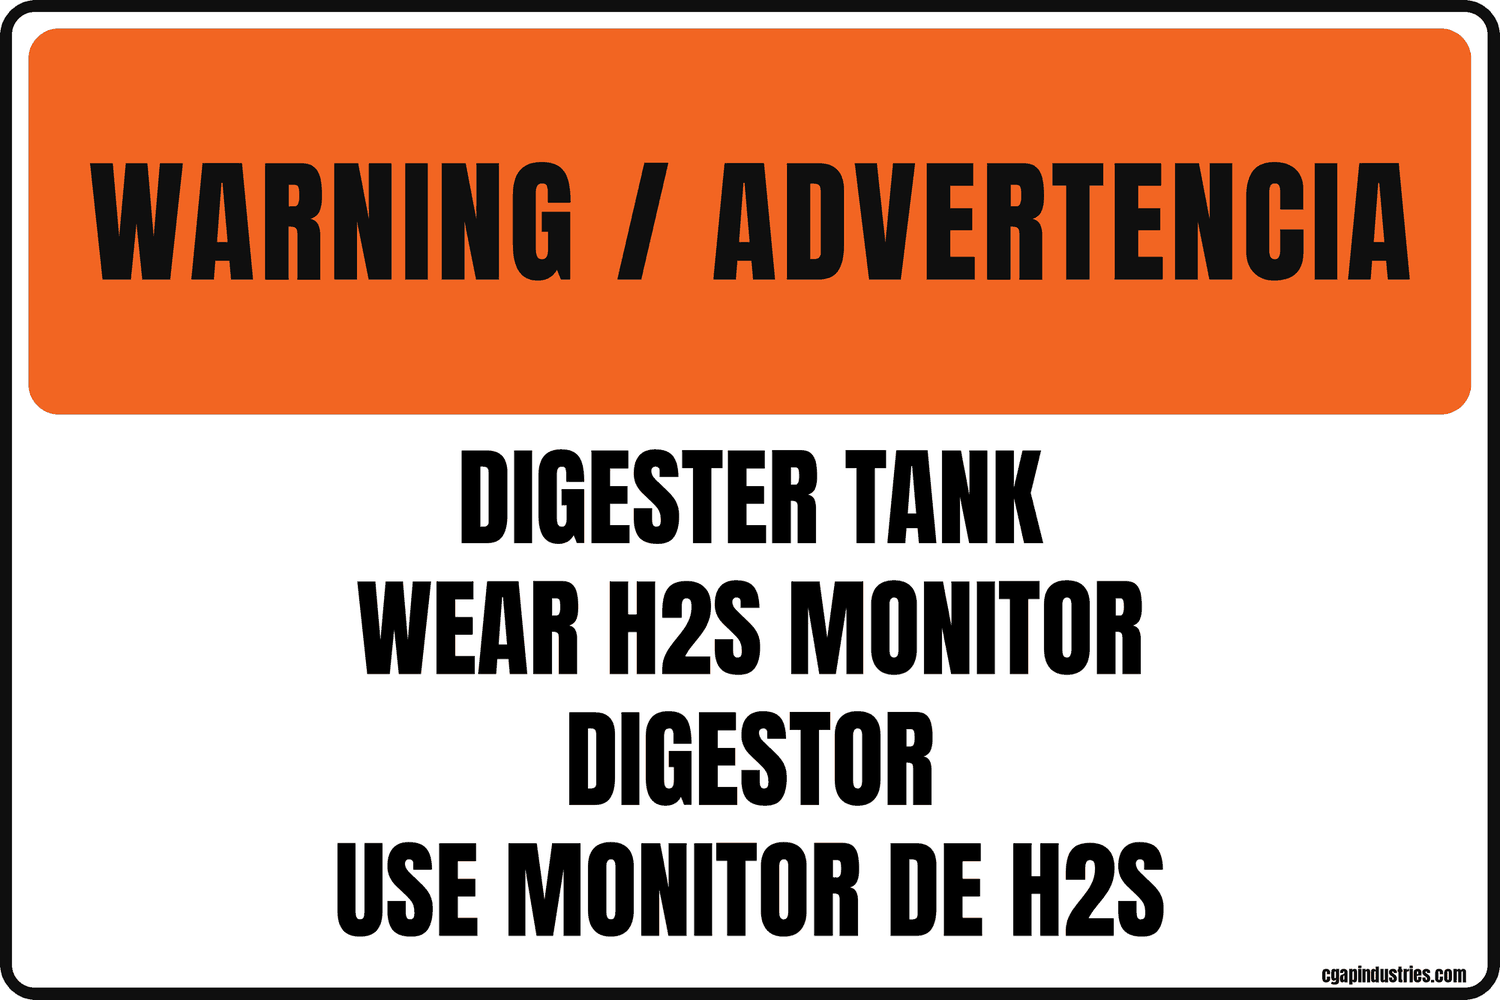 WARNING / ADVERTENCIA
DIGESTER TANK
WEAR H2S MONITOR
DIGESTOR
USE MONITOR DE H2S
cgapindustries.com